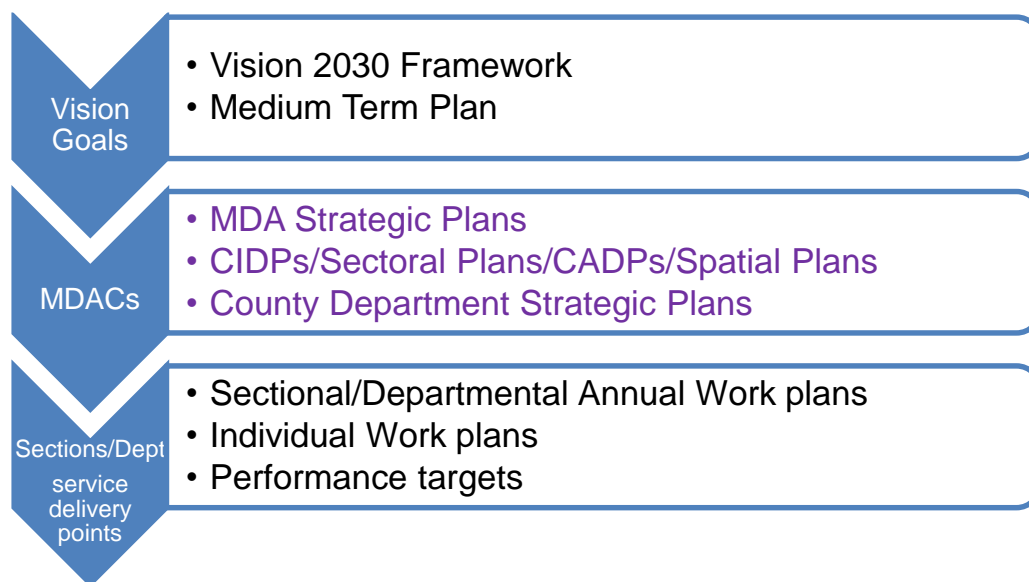 Vision
Goals
• Vision 2030 Framework
• Medium Term Plan
MDACs
• MDA Strategic Plans
• CIDPs/Sectoral Plans/CADPs/Spatial Plans
• County Department Strategic Plans
Sections/Dept
service
delivery
points
• Sectional/Departmental Annual Work plans
• Individual Work plans
• Performance targets